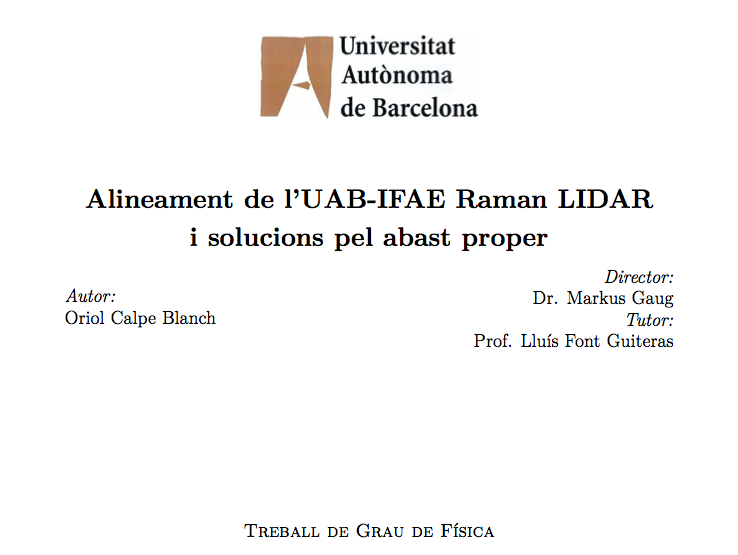 Universitat
Autònoma
de Barcelona
Alineament de l'UAB-IFAE Raman LIDAR
i solucions pel abast proper
Autor:
Oriol Calpe Blanch
Director:
Dr. Markus Gaug
Tutor:
Prof. Lluís Font Guiteras
Treball de Grau de Física